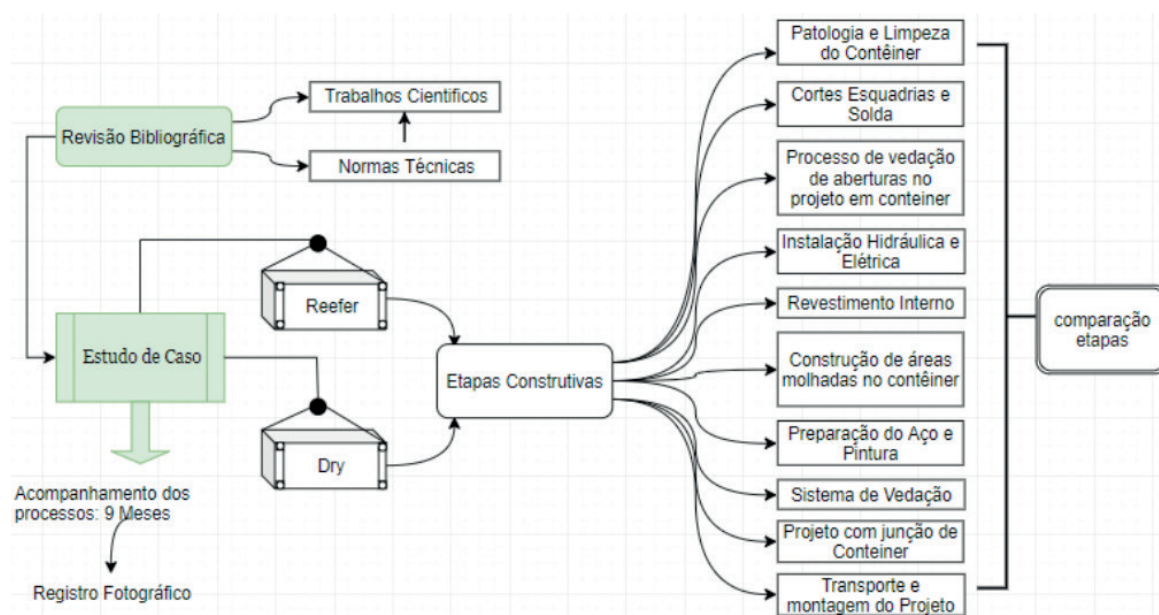 Revisão Bibliográfica
Trabalhos Cientificos
Normas Técnicas
Estudo de Caso
Acompanhamento dos
processos: 9 Meses
Registro Fotográfico
Reefer
Dry
Etapas Construtivas
Patologia e Limpeza
do Contêiner
Cortes Esquadrias e
Solda
Processo de vedação
de aberturas no
projeto em conteiner
Instalação Hidráulica e
Elétrica
Revestimento Interno
Construção de áreas
molhadas no contêiner
Preparação do Aço e
Pintura
Sistema de Vedação
Projeto com junção de
Conteiner
Transporte e
montagem do Projeto
comparação
etapas